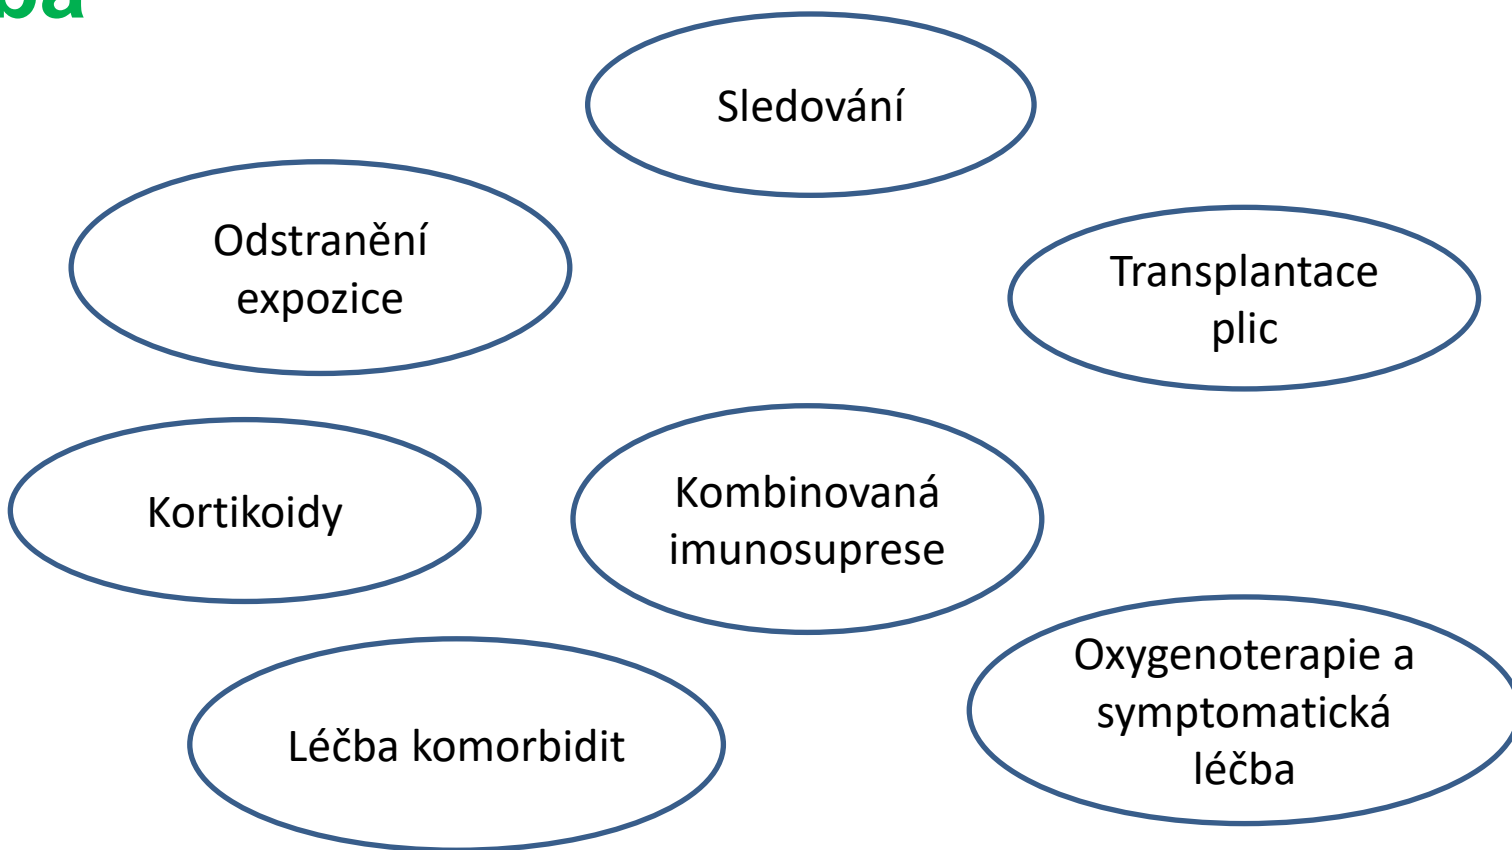 Sledování
Odstranění
expozice
Transplantace
plic
Kortikoidy
Kombinovaná
imunosuprese
Oxygenoterapie a
symptomatická
léčba
Léčba komorbidit